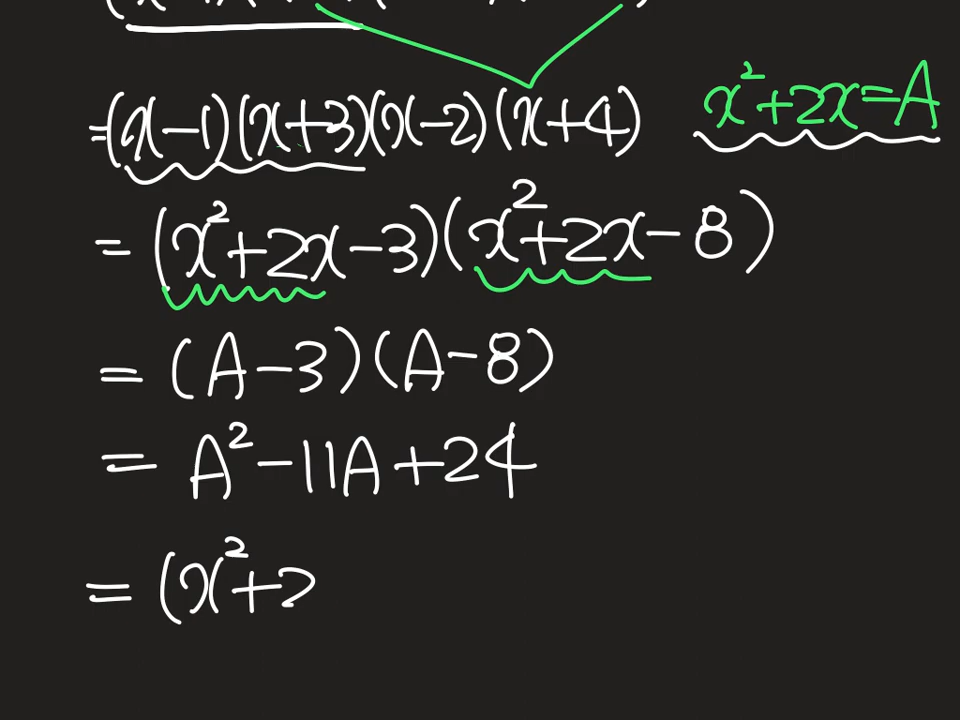 =(x-1)(x+3)(x-2)(x+4) x²+2x=A
= (x²+2x-3)(x²+2x-8)
= (A-3)(A-8)
= A²-11A+24
= (x²+2